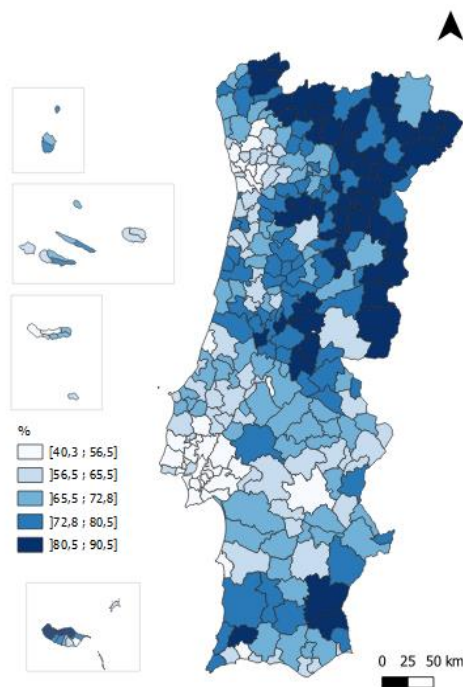 %
[40,3 ; 56,5]
]56,5 ; 65,5]
]65,5 ; 72,8]
]72,8 ; 80,5]
]80,5 ; 90,5]
0 25 50 km